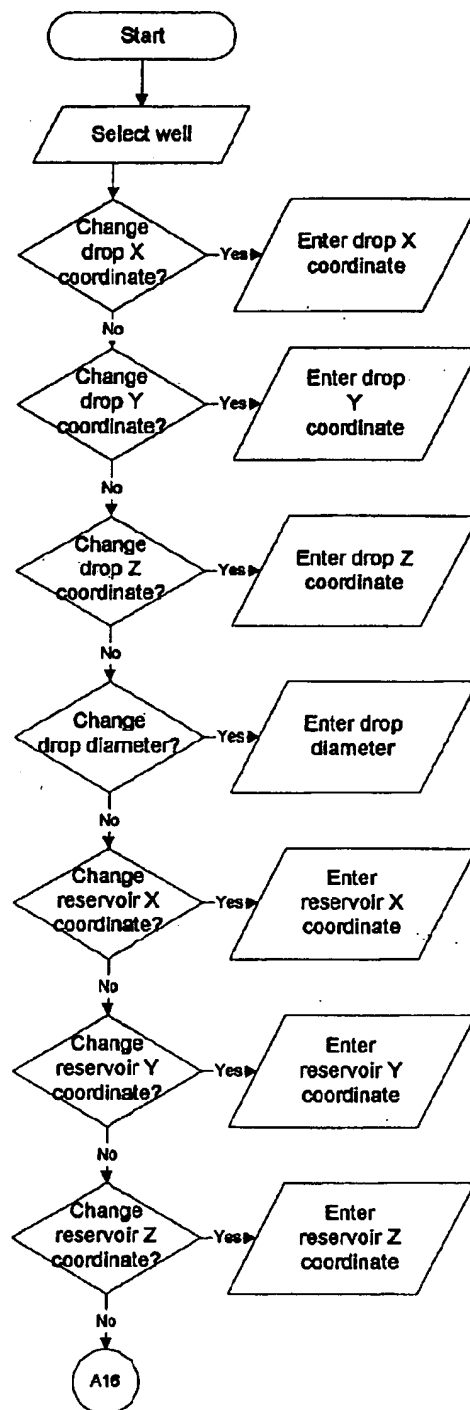 Start
Select well
Change
drop X
coordinate?
Yes
Enter drop X
coordinate
No
Change
drop Y
coordinate?
Yes
Enter drop
Y
coordinate
No
Change
drop Z
coordinate?
Yes
Enter drop Z
coordinate
No
Change
drop diameter?
Yes
Enter drop
diameter
No
Change
reservoir X
coordinate?
Yes
Enter
reservoir X
coordinate
No
Change
reservoir Y
coordinate?
Yes
Enter
reservoir Y
coordinate
No
Change
reservoir Z
coordinate?
Yes
Enter
reservoir Z
coordinate
No
A16